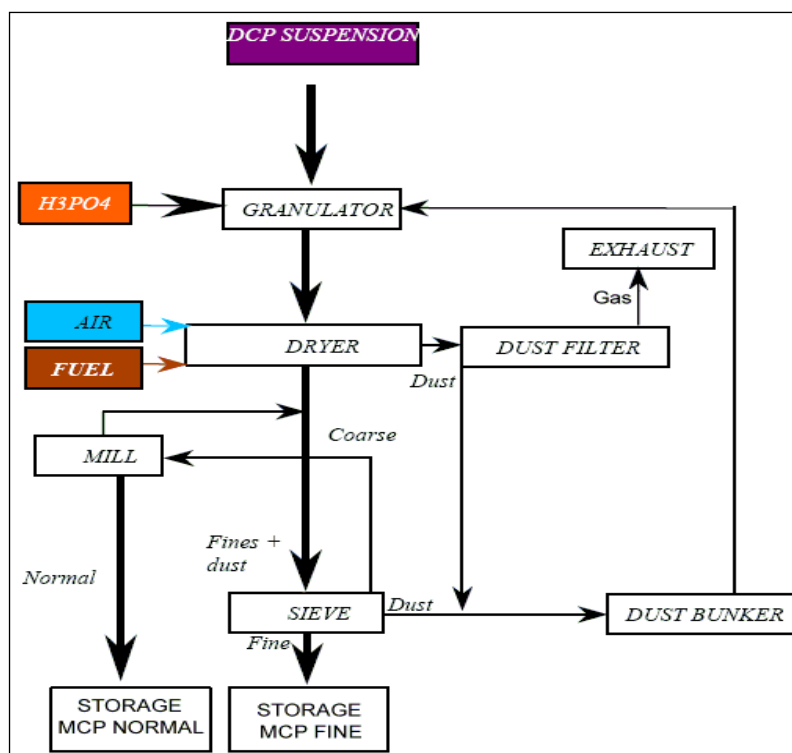 DCP SUSPENSION
H3PO4
GRANULATOR
EXHAUST
Gas
AIR
DRYER
DUST FILTER
FUEL
Dust
Coarse
MILL
Fines +
dust
Normal
Dust
SIEVE
DUST BUNKER
Fine
STORAGE
MCP NORMAL
STORAGE
MCP FINE